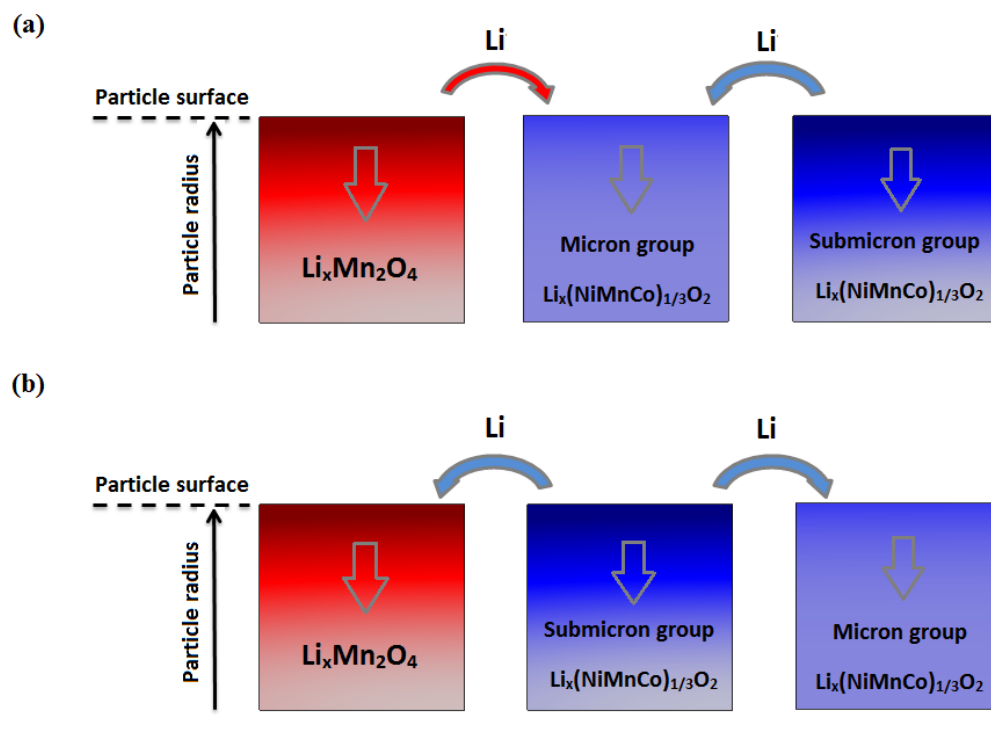 (a)
Li
Li
Particle surface
Particle radius
LiₓMn₂O₄
Micron group
Liₓ(NiMnCo)₁/₃O₂
Submicron group
Liₓ(NiMnCo)₁/₃O₂
(b)
Li
Li
Particle surface
Particle radius
LiₓMn₂O₄
Submicron group
Liₓ(NiMnCo)₁/₃O₂
Micron group
Liₓ(NiMnCo)₁/₃O₂